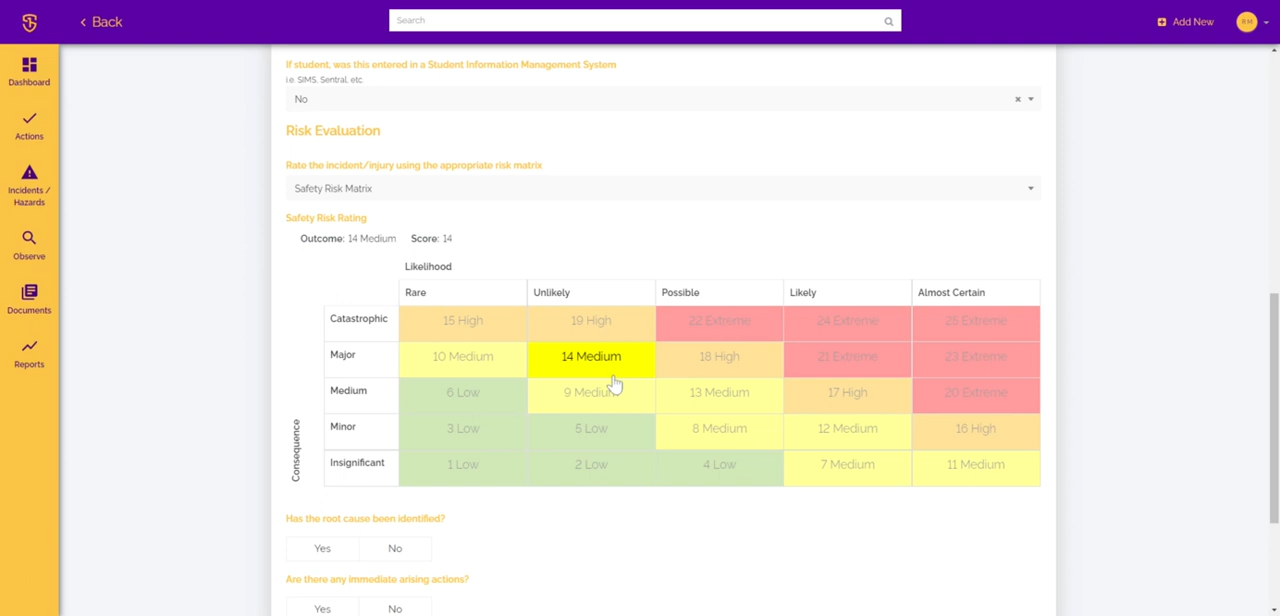 Back
Search
Add New
RM
Dashboard
Actions
Incidents /
Hazards
Observe
Documents
Reports
If student, was this entered in a Student Information Management System
i.e. SIMS, Sentral, etc.
No
Risk Evaluation
Rate the incident/injury using the appropriate risk matrix
Safety Risk Matrix
Safety Risk Rating
Outcome: 14 Medium Score: 14
Likelihood
Rare Unlikely Possible Likely Almost Certain
Consequence
Catastrophic 15 High 19 High 22 Extreme 24 Extreme 25 Extreme
Major 10 Medium 14 Medium 18 High 21 Extreme 23 Extreme
Medium 6 Low 9 Medium 13 Medium 17 High 20 Extreme
Minor 3 Low 5 Low 8 Medium 12 Medium 16 High
Insignificant 1 Low 2 Low 4 Low 7 Medium 11 Medium
Has the root cause been identified?
Yes No
Are there any immediate arising actions?
Yes No